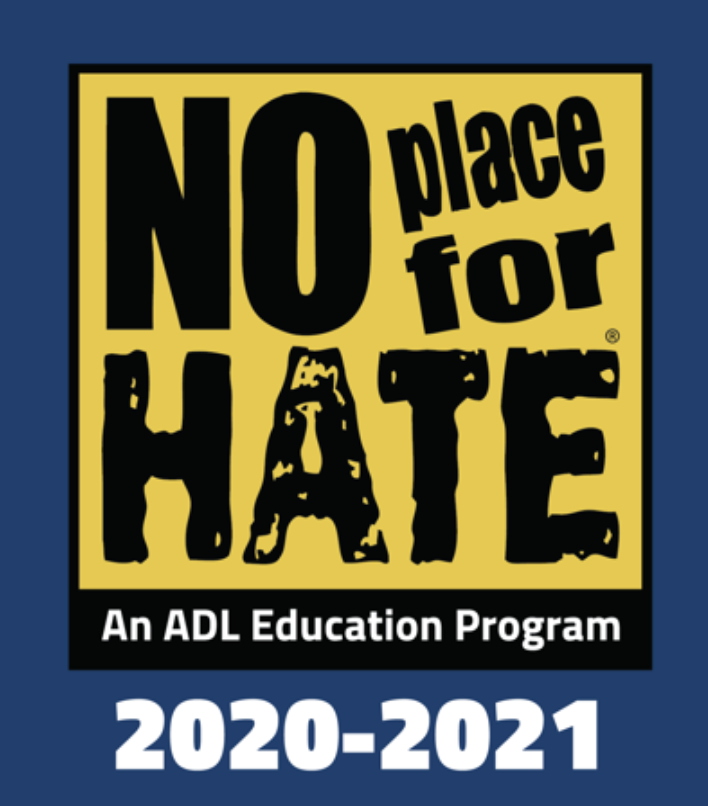 NO place
for
®
HATE
An ADL Education Program
2020-2021